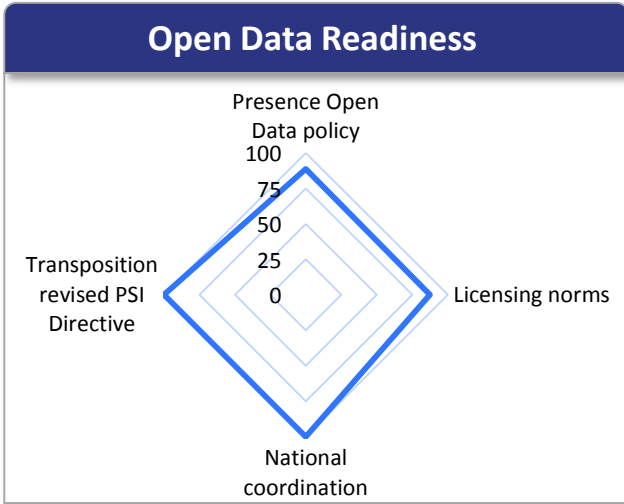 Open Data Readiness
Presence Open
Data policy
100
75
50
25
0
Transposition
revised PSI
Directive
Licensing norms
National
coordination